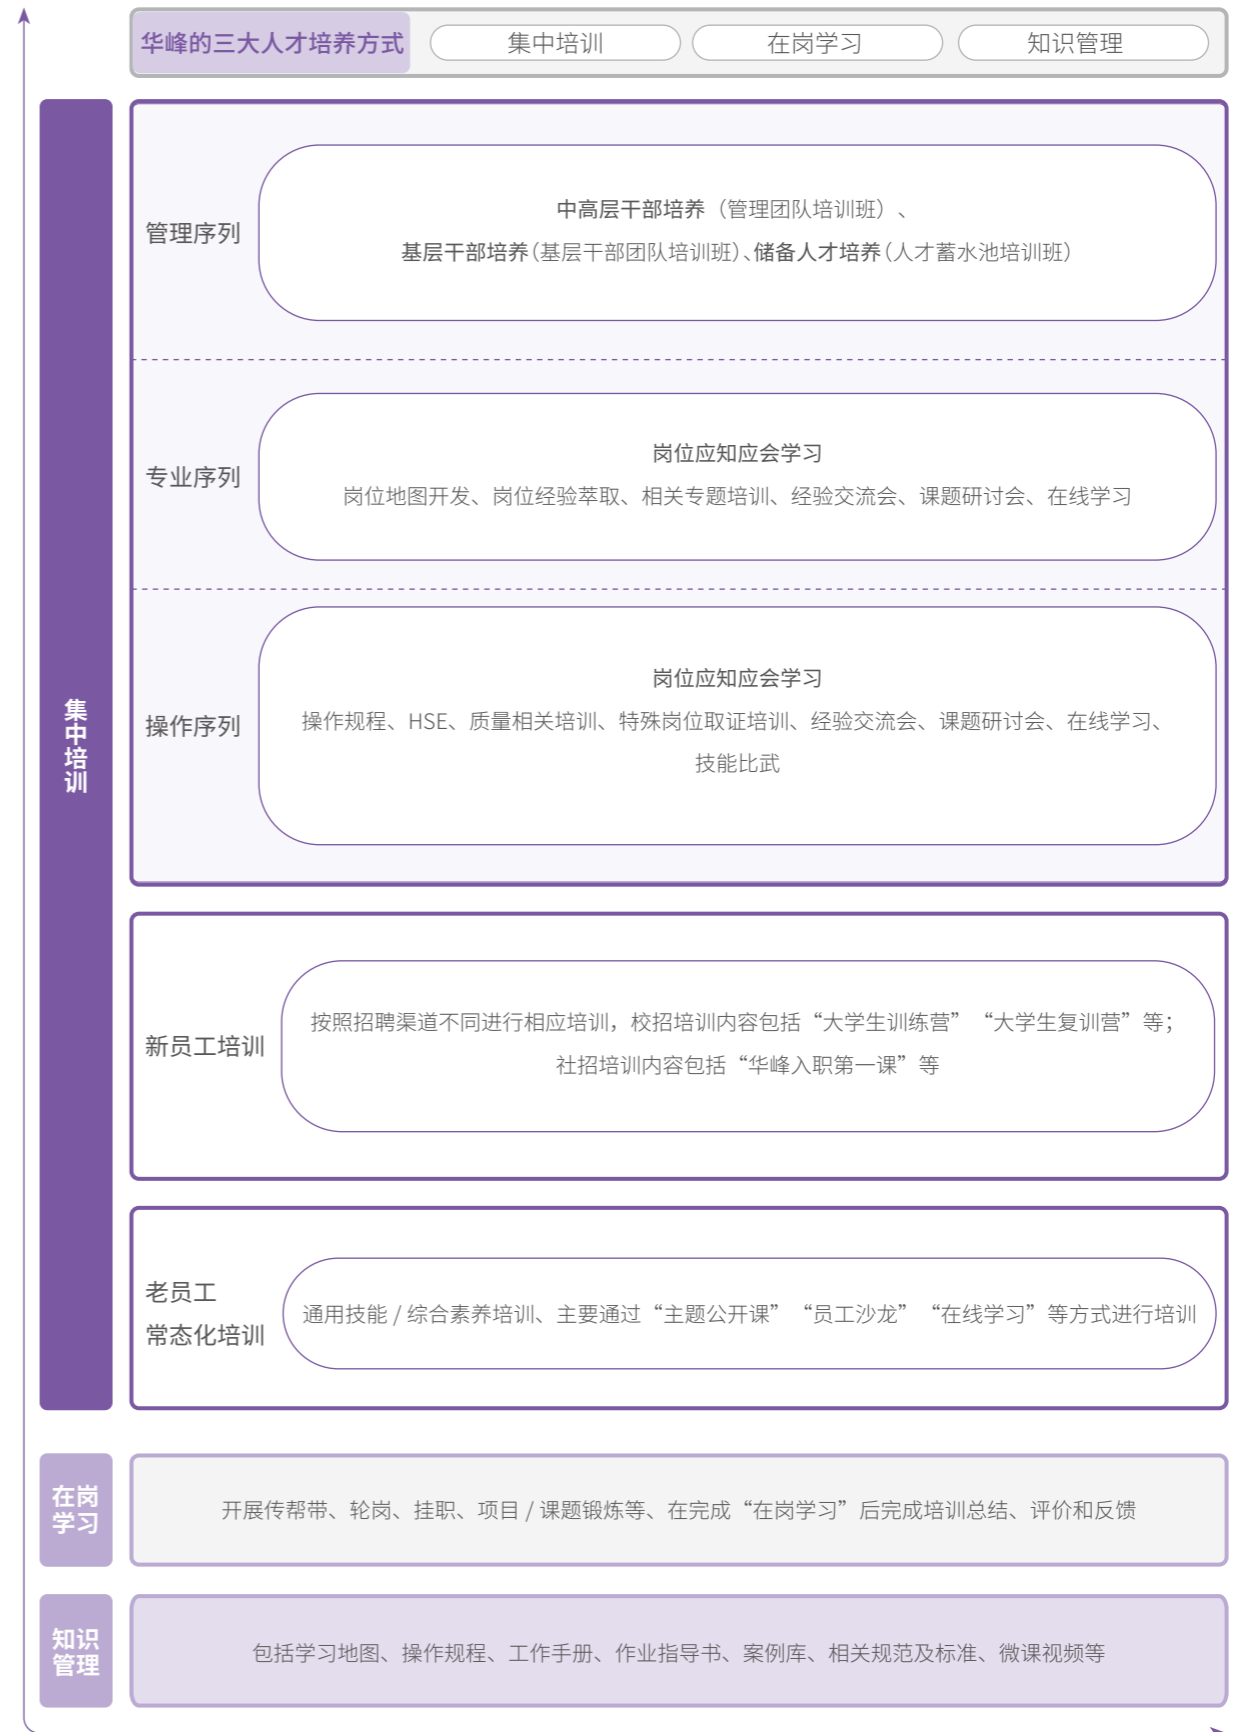 华峰的三大人才培养方式
集中培训
在岗学习
知识管理
集中培训
管理序列
中高层干部培养（管理团队培训班）、
基层干部培养（基层干部团队培训班）、储备人才培养（人才蓄水池培训班）
专业序列
岗位应知应会学习
岗位地图开发、岗位经验萃取、相关专题培训、经验交流会、课题研讨会、在线学习
操作序列
岗位应知应会学习
操作规程、HSE、质量相关培训、特殊岗位取证培训、经验交流会、课题研讨会、在线学习、
技能比武
新员工培训
按照招聘渠道不同进行相应培训，校招培训内容包括“大学生训练营”“大学生复训营”等；
社招培训内容包括“华峰入职第一课”等
老员工
常态化培训
通用技能 / 综合素养培训、主要通过“主题公开课”“员工沙龙”“在线学习”等方式进行培训
在岗
学习
开展传帮带、轮岗、挂职、项目 / 课题锻炼等、在完成“在岗学习”后完成培训总结、评价和反馈
知识
管理
包括学习地图、操作规程、工作手册、作业指导书、案例库、相关规范及标准、微课视频等